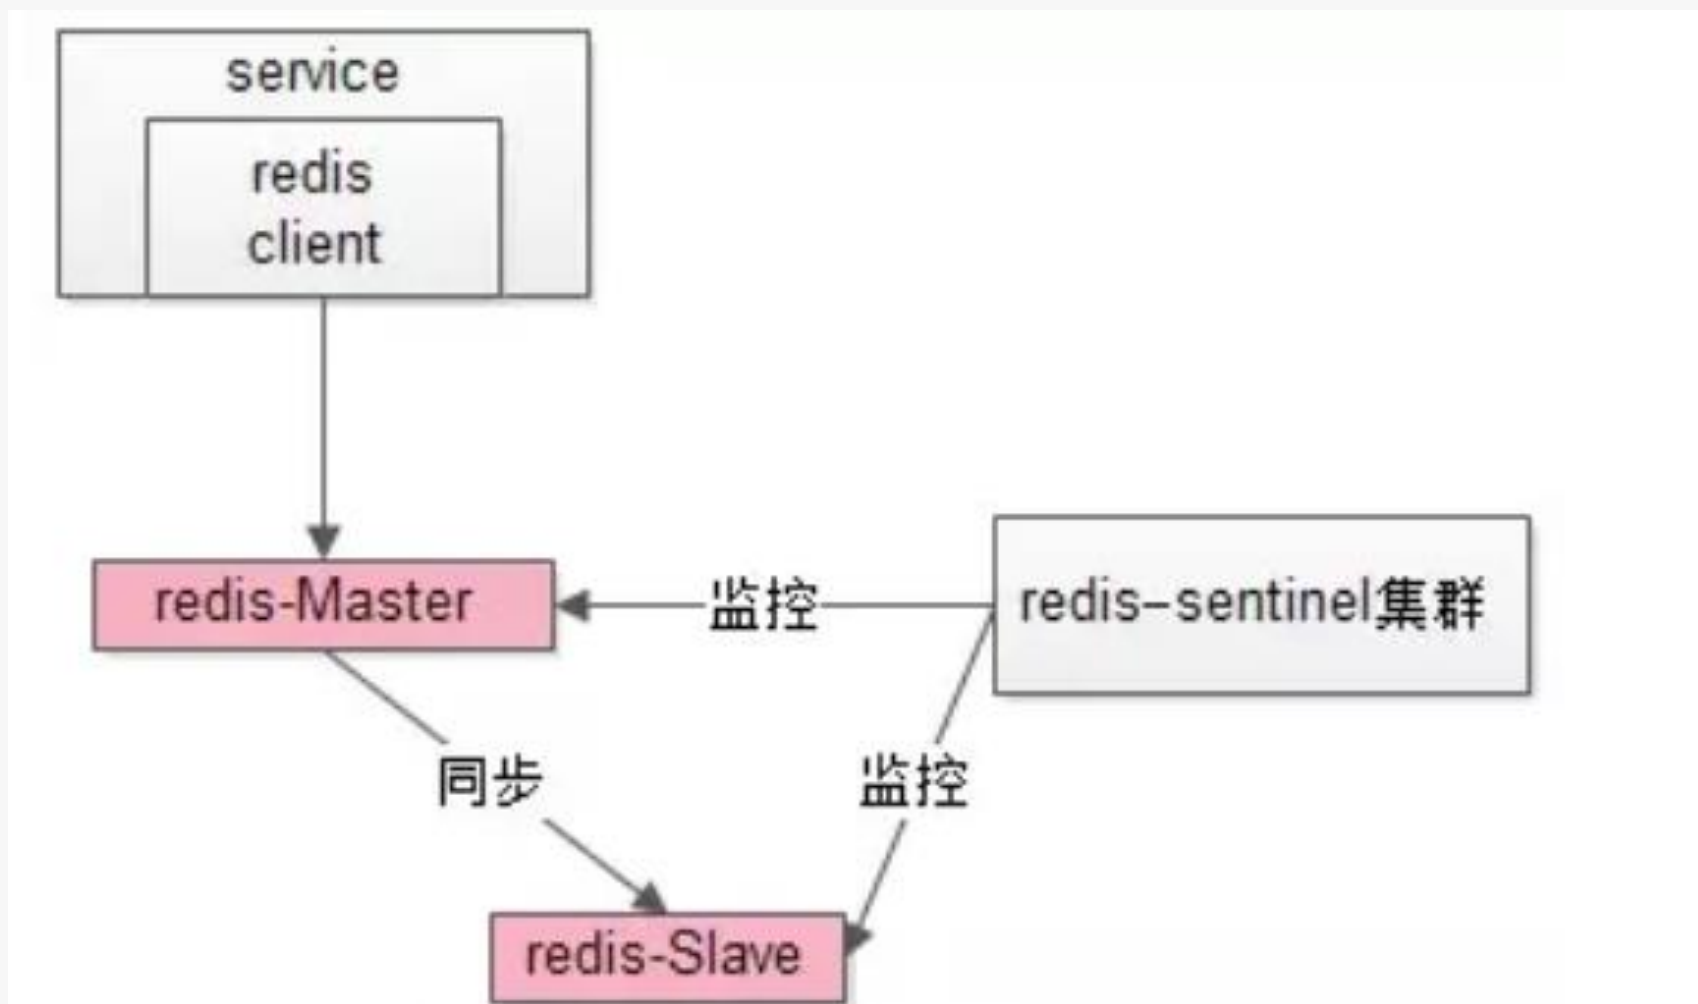 service
redis
client
redis-Master
监控
redis-sentinel集群
同步
监控
redis-Slave